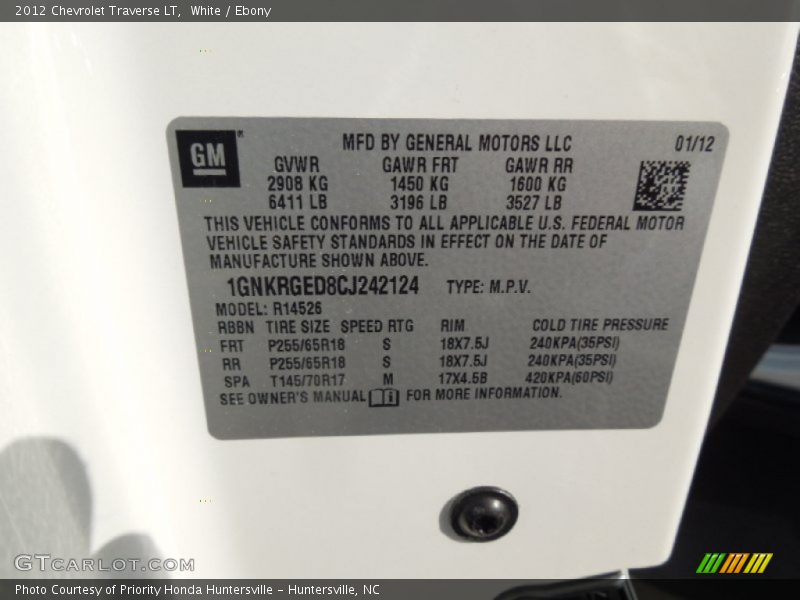 2012 Chevrolet Traverse LT, White / Ebony
GM
MFD BY GENERAL MOTORS LLC 01/12
GVWR GAWR FRT GAWR RR
2908 KG 1450 KG 1600 KG
6411 LB 3196 LB 3527 LB
THIS VEHICLE CONFORMS TO ALL APPLICABLE U.S. FEDERAL MOTOR
VEHICLE SAFETY STANDARDS IN EFFECT ON THE DATE OF
MANUFACTURE SHOWN ABOVE.
1GNKRGED8CJ242124 TYPE: M.P.V.
MODEL: R14526
RBBN TIRE SIZE SPEED RTG RIM COLD TIRE PRESSURE
FRT P255/65R18 S 18X7.5J 240KPA(35PSI)
RR P255/65R18 S 18X7.5J 240KPA(35PSI)
SPA T145/70R17 M 17X4.5B 420KPA(60PSI)
SEE OWNER'S MANUAL FOR MORE INFORMATION.
GTcarlot.com
Photo Courtesy of Priority Honda Huntersville - Huntersville, NC